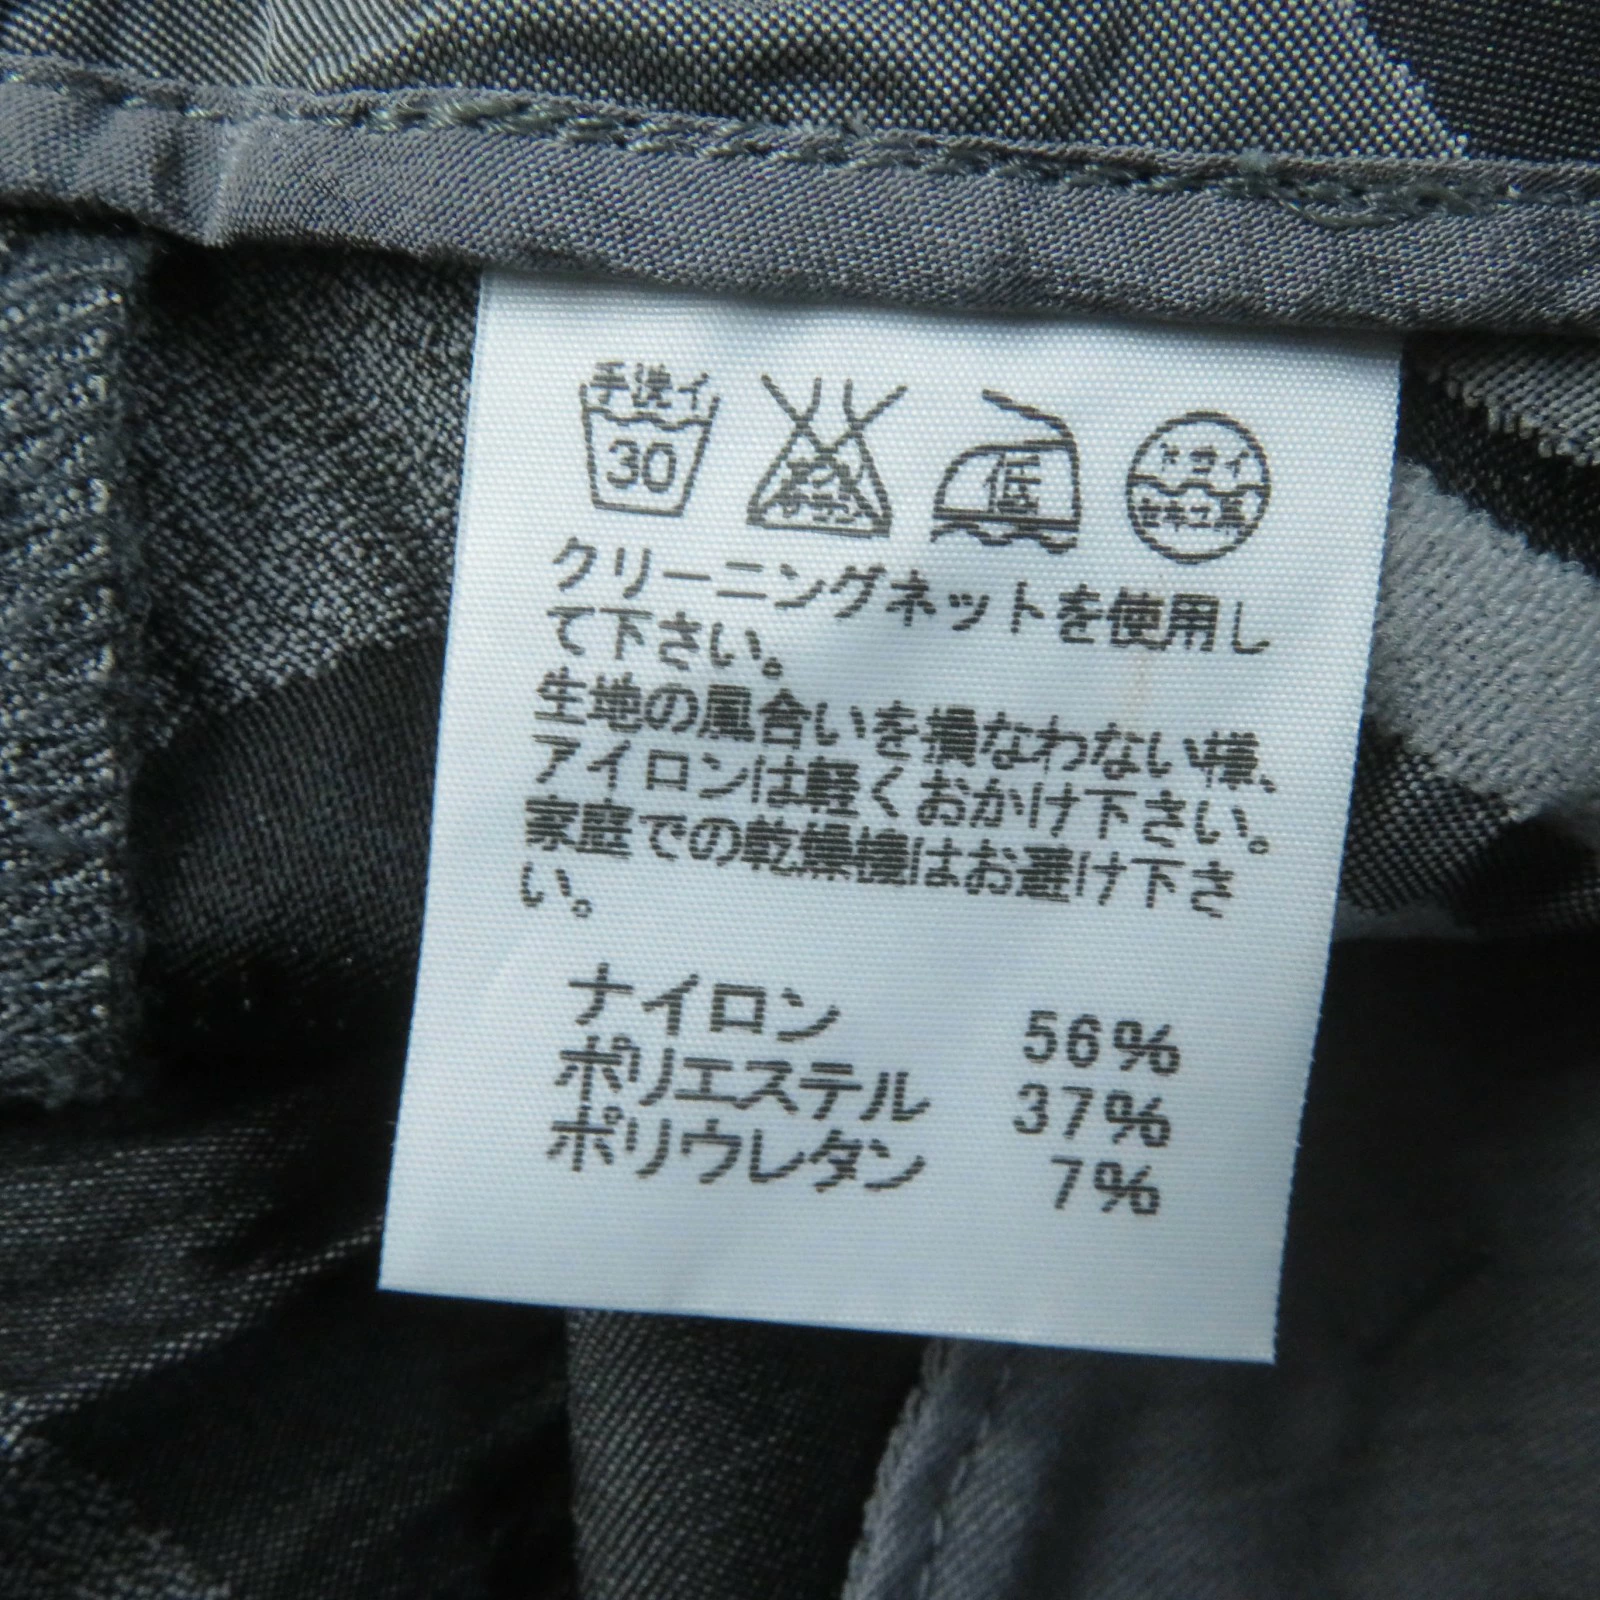 手洗イ
30
低
ドライ
セキユ系
クリーニングネットを使用し
て下さい。
生地の風合いを損なわない様、
アイロンは軽くおかけ下さい。
家庭での乾燥機はお避け下さ
い。
ナイロン 56%
ポリエステル 37%
ポリウレタン 7%